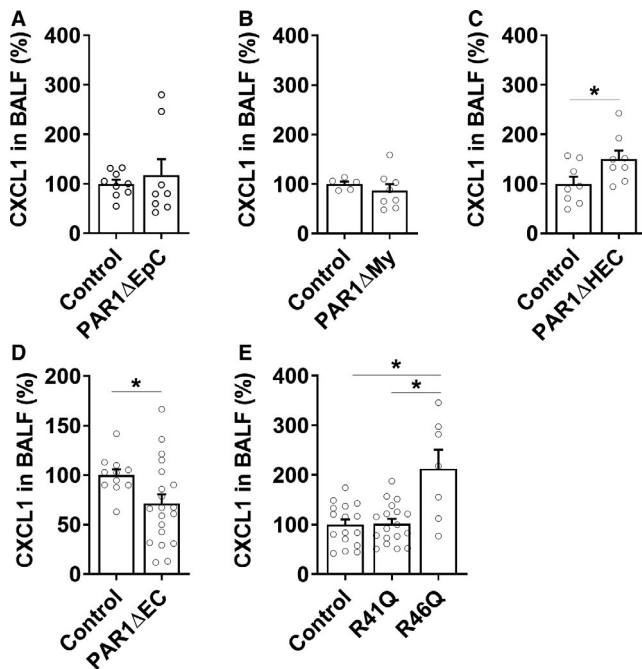 A
CXCL1 in BALF (%)
400
300
200
100
0
Control
PAR1ΔEpC
B
CXCL1 in BALF (%)
400
300
200
100
0
Control
PAR1ΔMy
C
CXCL1 in BALF (%)
400
300
200
100
0
*
Control
PAR1ΔHEC
D
CXCL1 in BALF (%)
200
150
100
50
0
*
Control
PAR1ΔEC
E
CXCL1 in BALF (%)
400
300
200
100
0
*
*
Control
R41Q
R46Q